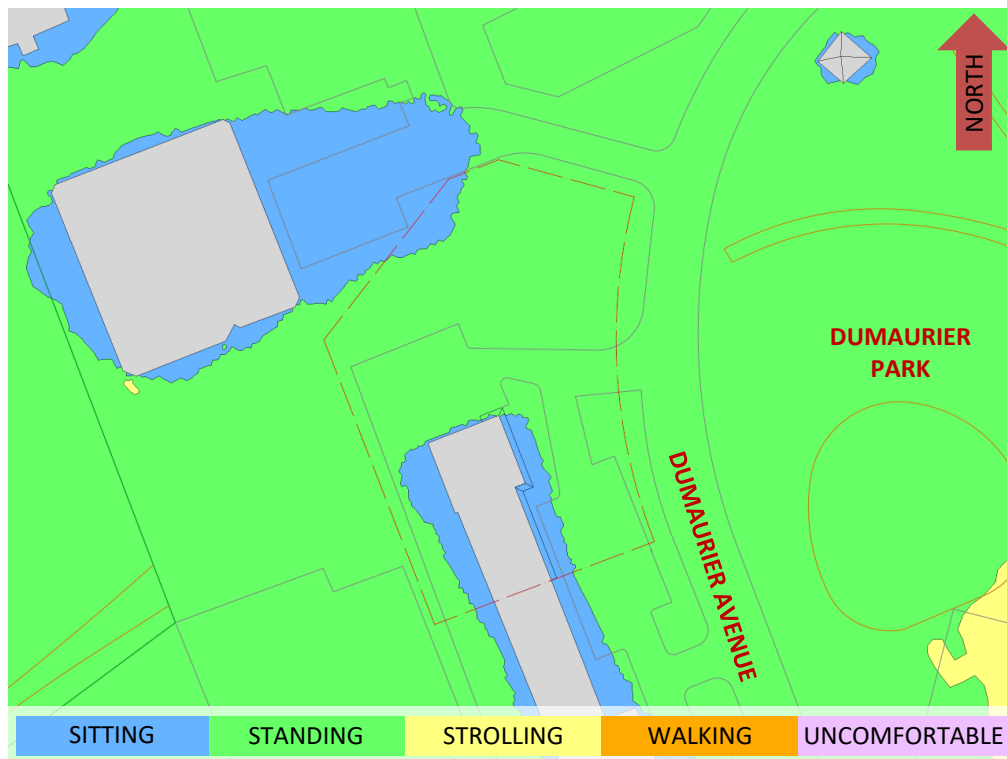 NORTH
DUMAURIER
PARK
DUMAURIER AVENUE
SITTING
STANDING
STROLLING
WALKING
UNCOMFORTABLE